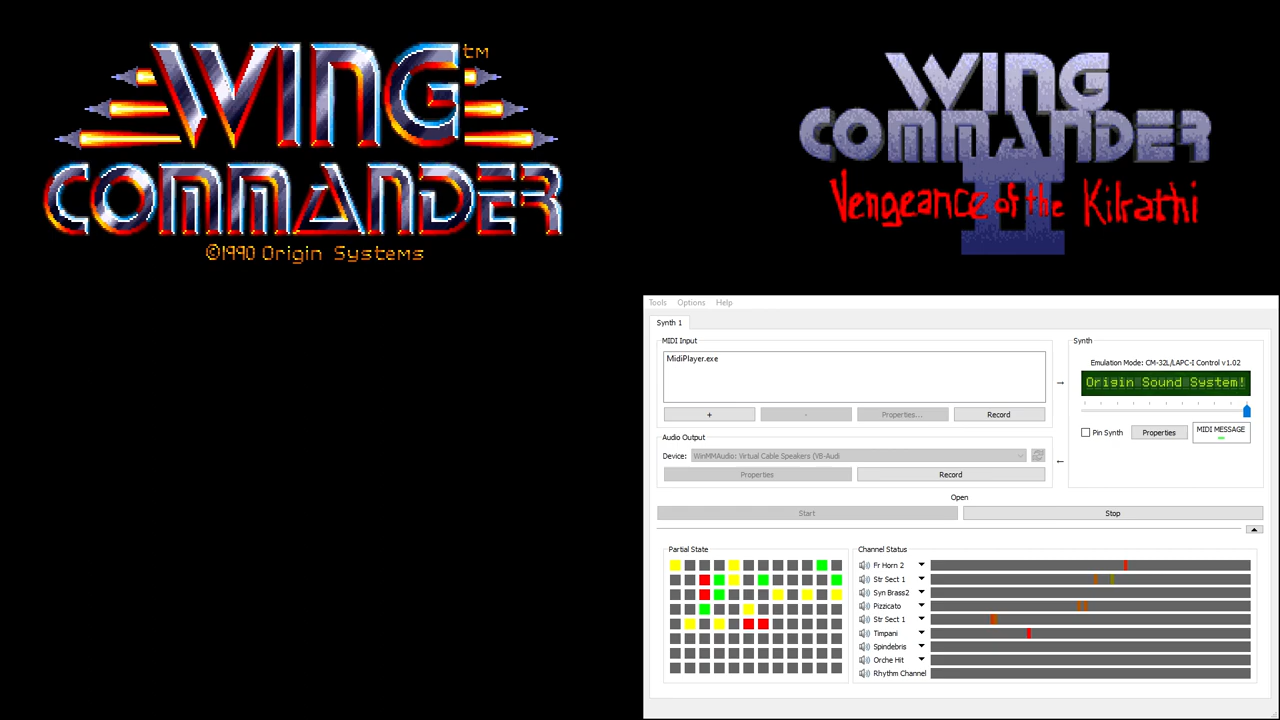 WING
TM
COMMANDER
©1990 Origin Systems
WING
COMMANDER
II
Vengeance of the Kilrathi
Tools Options Help
Synth 1
MIDI Input
MidiPlayer.exe
+ - Properties... Record
Audio Output
Device: WinMMAudio: Virtual Cable Speakers (VB-Audi
Properties Record
Synth
Emulation Mode: CM-32L/LAPC-I Control v1.02
Origin Sound System!
Pin Synth Properties MIDI MESSAGE
Open
Start Stop
Partial State
Channel Status
Fr Horn 2
Str Sect 1
Syn Brass2
Pizzicato
Str Sect 1
Timpani
Spindebris
Orche Hit
Rhythm Channel